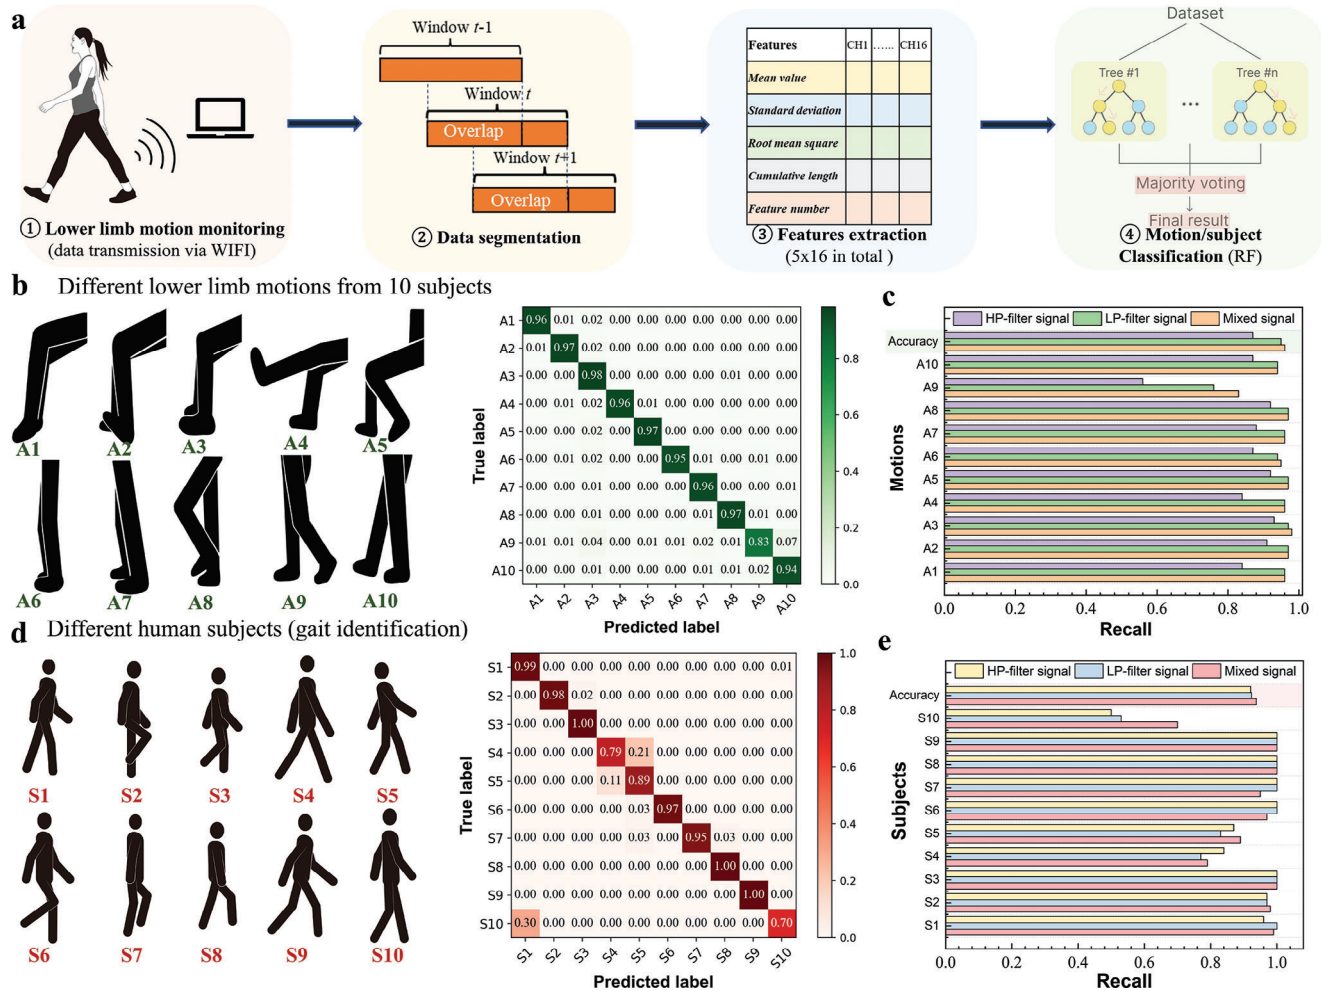 a
① Lower limb motion monitoring
(data transmission via WIFI)
Window t-1
Window t
Overlap
Window t+1
Overlap
② Data segmentation
Features CH1 ...... CH16
Mean value
Standard deviation
Root mean square
Cumulative length
Feature number
③ Features extraction
(5x16 in total )
Dataset
Tree #1 Tree #n
...
Majority voting
Final result
④ Motion/subject
Classification (RF)
b Different lower limb motions from 10 subjects
A1 A2 A3 A4 A5
A6 A7 A8 A9 A10
True label
A1 0.96 0.01 0.02 0.00 0.00 0.00 0.00 0.00 0.00 0.00
A2 0.01 0.97 0.02 0.00 0.00 0.00 0.00 0.00 0.00 0.00
A3 0.00 0.00 0.98 0.00 0.00 0.00 0.00 0.01 0.00 0.00
A4 0.00 0.01 0.02 0.96 0.01 0.00 0.00 0.00 0.00 0.00
A5 0.00 0.00 0.02 0.00 0.97 0.00 0.00 0.00 0.00 0.00
A6 0.00 0.01 0.02 0.00 0.00 0.95 0.01 0.00 0.01 0.00
A7 0.00 0.00 0.01 0.00 0.00 0.00 0.96 0.01 0.00 0.01
A8 0.00 0.00 0.01 0.00 0.00 0.00 0.01 0.97 0.01 0.00
A9 0.01 0.01 0.04 0.00 0.01 0.01 0.02 0.01 0.83 0.07
A10 0.00 0.00 0.01 0.00 0.00 0.00 0.01 0.01 0.02 0.94
A1 A2 A3 A4 A5 A6 A7 A8 A9 A10
Predicted label
0.8
0.6
0.4
0.2
0.0
c
HP-filter signal LP-filter signal Mixed signal
Motions
Accuracy
A10
A9
A8
A7
A6
A5
A4
A3
A2
A1
0.0 0.2 0.4 0.6 0.8 1.0
Recall
d Different human subjects (gait identification)
S1 S2 S3 S4 S5
S6 S7 S8 S9 S10
True label
S1 0.99 0.00 0.00 0.00 0.00 0.00 0.00 0.00 0.00 0.01
S2 0.00 0.98 0.02 0.00 0.00 0.00 0.00 0.00 0.00 0.00
S3 0.00 0.00 1.00 0.00 0.00 0.00 0.00 0.00 0.00 0.00
S4 0.00 0.00 0.00 0.79 0.21 0.00 0.00 0.00 0.00 0.00
S5 0.00 0.00 0.00 0.11 0.89 0.00 0.00 0.00 0.00 0.00
S6 0.00 0.00 0.00 0.00 0.03 0.97 0.00 0.00 0.00 0.00
S7 0.00 0.00 0.00 0.00 0.03 0.00 0.95 0.03 0.00 0.00
S8 0.00 0.00 0.00 0.00 0.00 0.00 0.00 1.00 0.00 0.00
S9 0.00 0.00 0.00 0.00 0.00 0.00 0.00 0.00 1.00 0.00
S10 0.30 0.00 0.00 0.00 0.00 0.00 0.00 0.00 0.00 0.70
S1 S2 S3 S4 S5 S6 S7 S8 S9 S10
Predicted label
1.0
0.8
0.6
0.4
0.2
0.0
e
HP-filter signal LP-filter signal Mixed signal
Subjects
Accuracy
S10
S9
S8
S7
S6
S5
S4
S3
S2
S1
0.0 0.2 0.4 0.6 0.8 1.0
Recall